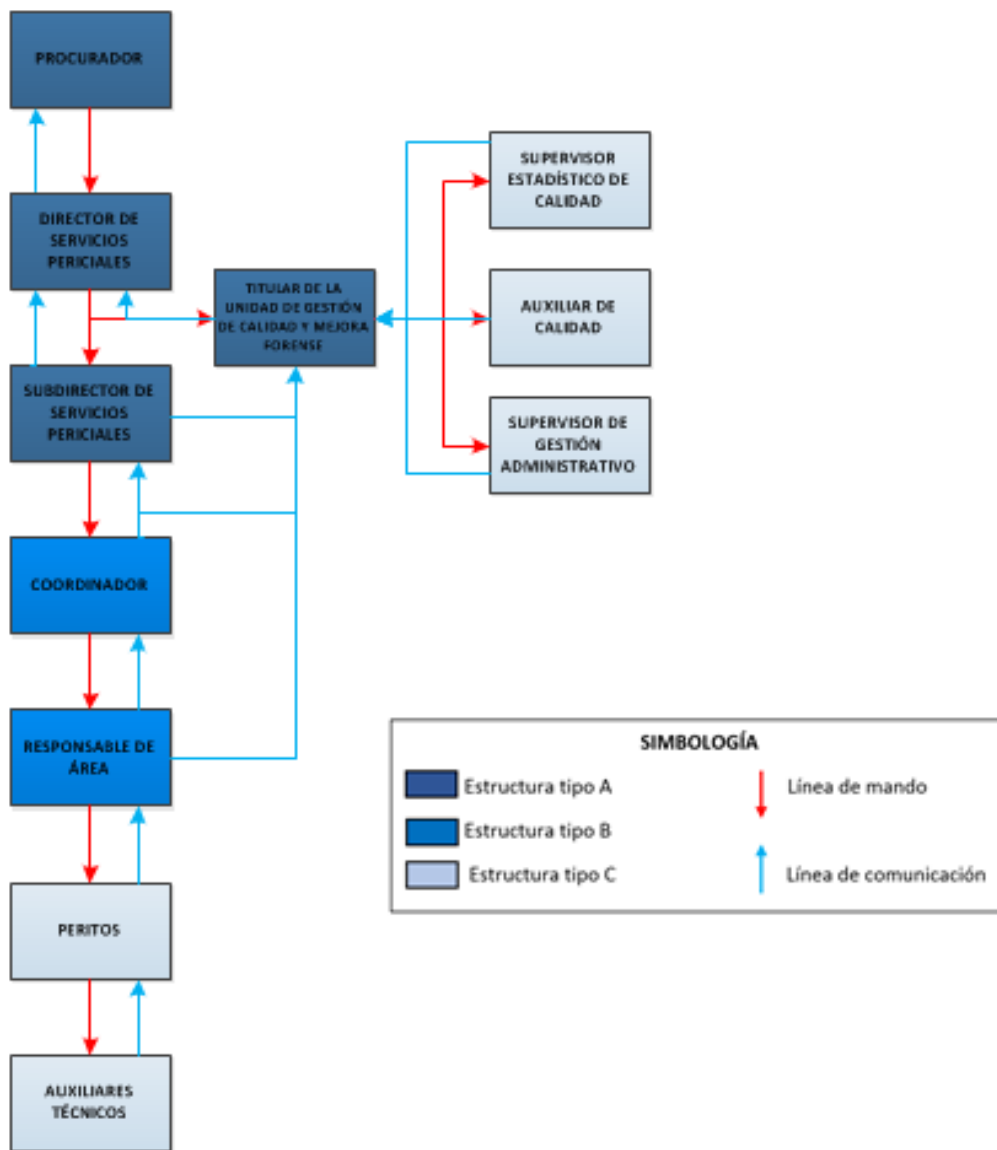 PROCURADOR
DIRECTOR DE
SERVICIOS
PERICIALES
TITULAR DE LA
UNIDAD DE GESTIÓN
DE CALIDAD Y MEJORA
FORENSE
SUPERVISOR
ESTADÍSTICO DE
CALIDAD
AUXILIAR DE
CALIDAD
SUPERVISOR DE
GESTIÓN
ADMINISTRATIVO
SUBDIRECTOR DE
SERVICIOS
PERICIALES
COORDINADOR
RESPONSABLE DE
ÁREA
PERITOS
AUXILIARES
TÉCNICOS
SIMBOLOGÍA
Estructura tipo A
Línea de mando
Estructura tipo B
Estructura tipo C
Línea de comunicación